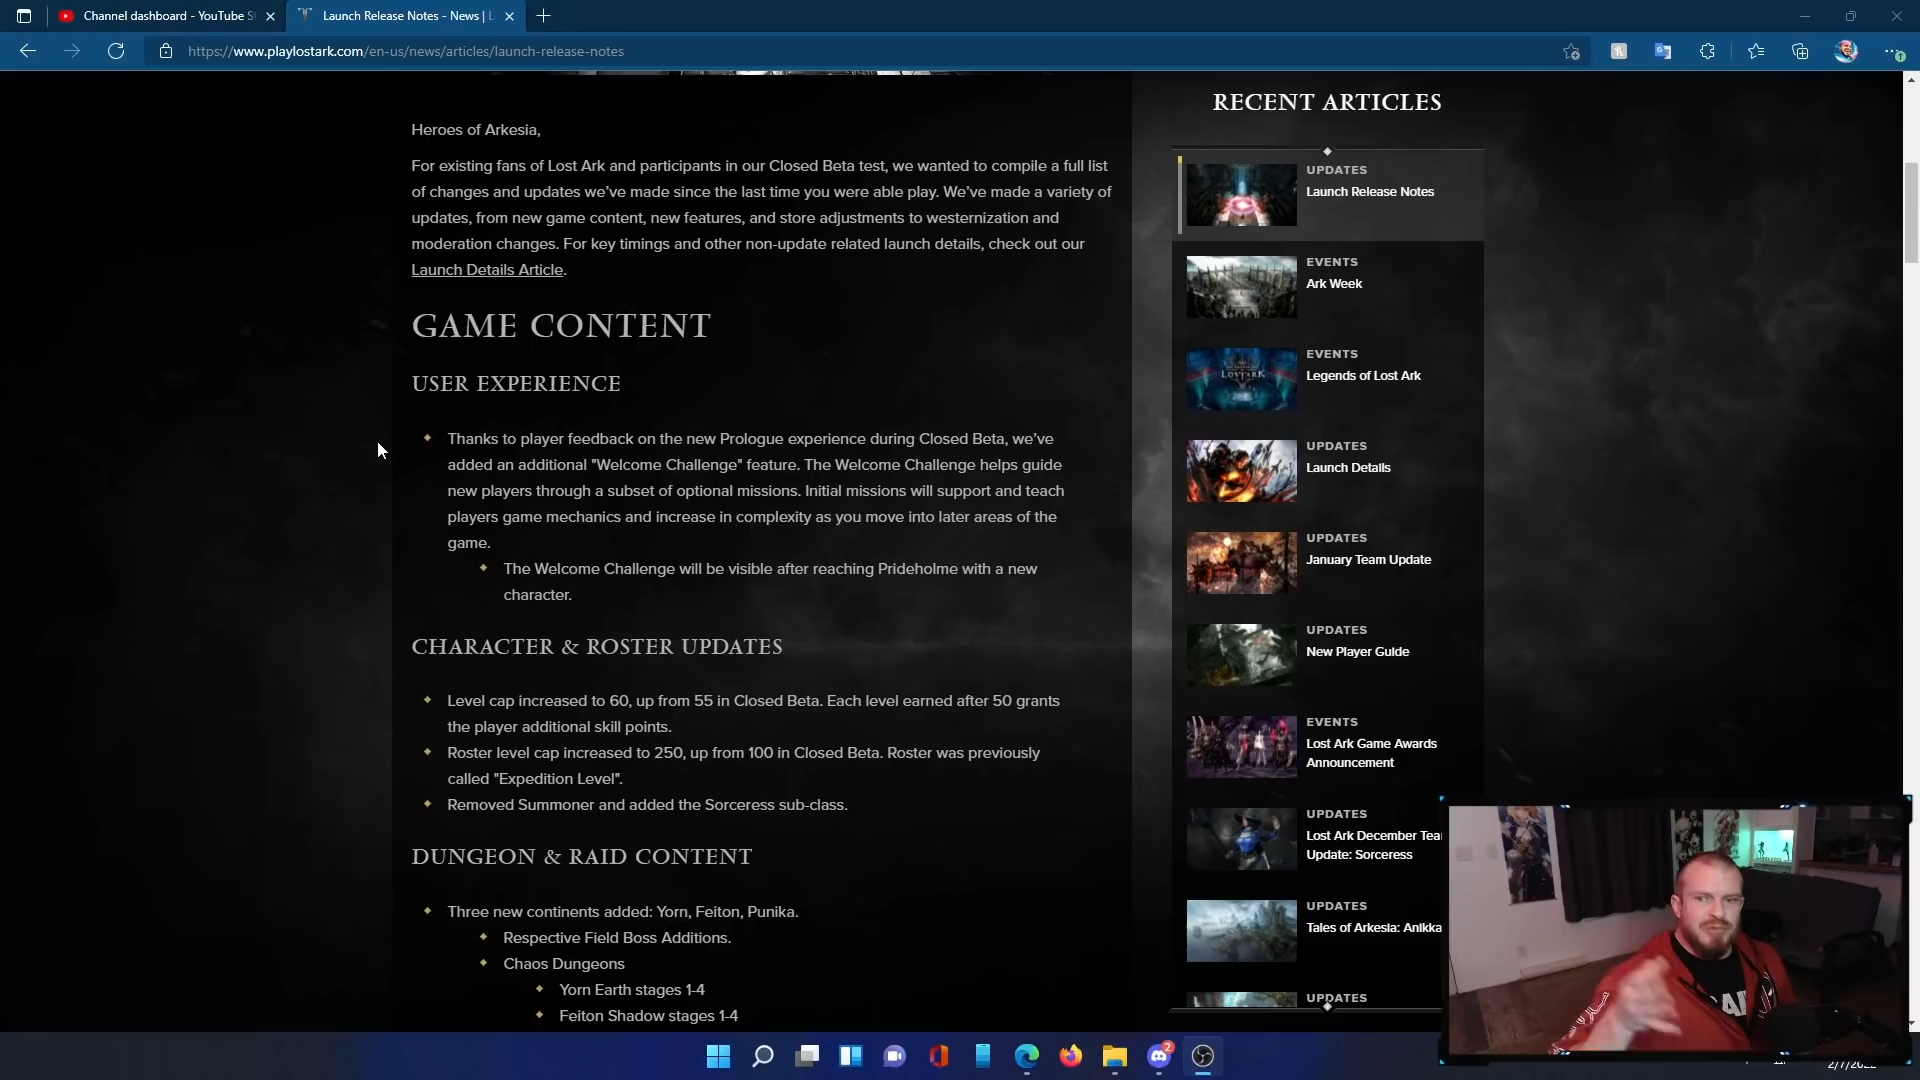 Channel dashboard - YouTube S
Launch Release Notes - News | L
https://www.playlostark.com/en-us/news/articles/launch-release-notes
Heroes of Arkesia,
For existing fans of Lost Ark and participants in our Closed Beta test, we wanted to compile a full list
of changes and updates we've made since the last time you were able play. We've made a variety of
updates, from new game content, new features, and store adjustments to westernization and
moderation changes. For key timings and other non-update related launch details, check out our
Launch Details Article.
GAME CONTENT
USER EXPERIENCE
Thanks to player feedback on the new Prologue experience during Closed Beta, we've
added an additional "Welcome Challenge" feature. The Welcome Challenge helps guide
new players through a subset of optional missions. Initial missions will support and teach
players game mechanics and increase in complexity as you move into later areas of the
game.
The Welcome Challenge will be visible after reaching Prideholme with a new
character.
CHARACTER & ROSTER UPDATES
Level cap increased to 60, up from 55 in Closed Beta. Each level earned after 50 grants
the player additional skill points.
Roster level cap increased to 250, up from 100 in Closed Beta. Roster was previously
called "Expedition Level".
Removed Summoner and added the Sorceress sub-class.
DUNGEON & RAID CONTENT
Three new continents added: Yorn, Feiton, Punika.
Respective Field Boss Additions.
Chaos Dungeons
Yorn Earth stages 1-4
Feiton Shadow stages 1-4
RECENT ARTICLES
UPDATES
Launch Release Notes
EVENTS
Ark Week
EVENTS
Legends of Lost Ark
LOSTARK
UPDATES
Launch Details
UPDATES
January Team Update
UPDATES
New Player Guide
EVENTS
Lost Ark Game Awards
Announcement
UPDATES
Lost Ark December Tea
Update: Sorceress
UPDATES
Tales of Arkesia: Anikka
UPDATES
2